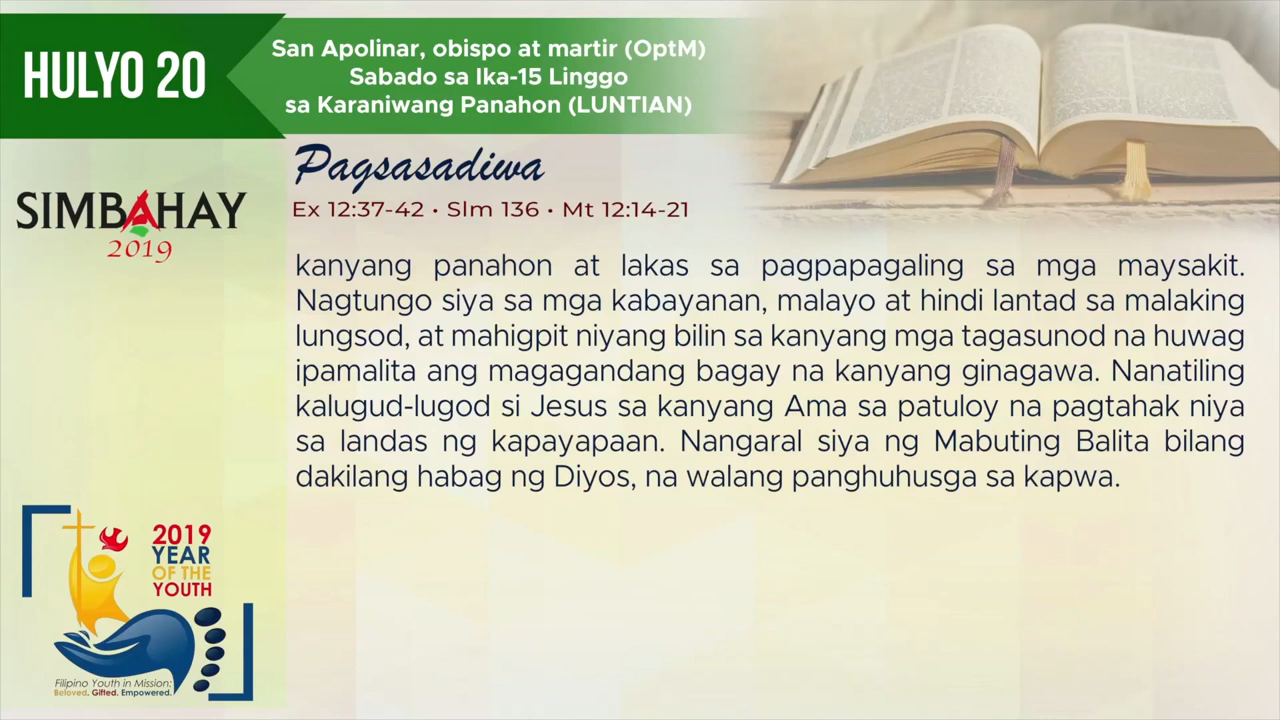 HULYO 20
San Apolinar, obispo at martir (OptM)
Sabado sa Ika-15 Linggo
sa Karaniwang Panahon (LUNTIAN)
Pagsasadiwa
Ex 12:37-42 • Slm 136 • Mt 12:14-21
SIMBAHAY
2019
kanyang panahon at lakas sa pagpapagaling sa mga maysakit.
Nagtungo siya sa mga kabayanan, malayo at hindi lantad sa malaking
lungsod, at mahigpit niyang bilin sa kanyang mga tagasunod na huwag
ipamalita ang magagandang bagay na kanyang ginagawa. Nanatiling
kalugud-lugod si Jesus sa kanyang Ama sa patuloy na pagtahak niya
sa landas ng kapayapaan. Nangaral siya ng Mabuting Balita bilang
dakilang habag ng Diyos, na walang panghuhusga sa kapwa.
2019
YEAR
OF THE
YOUTH
Filipino Youth in Mission:
Beloved. Gifted. Empowered.